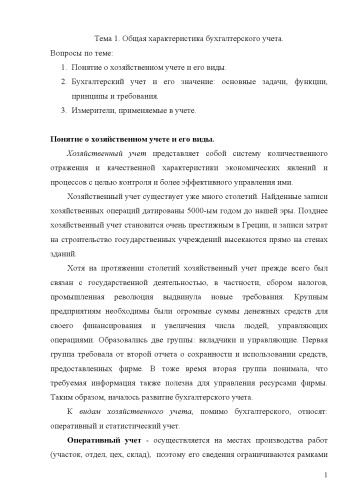 Тема 1. Общая характеристика бухгалтерского учета.
Вопросы по теме:
1. Понятие о хозяйственном учете и его виды.
2. Бухгалтерский учет и его значение: основные задачи, функции,
принципы и требования.
3. Измерители, применяемые в учете.
Понятие о хозяйственном учете и его виды.
Хозяйственный учет представляет собой систему количественного
отражения и качественной характеристики экономических явлений и
процессов с целью контроля и более эффективного управления ими.
Хозяйственный учет существует уже много столетий. Найденные записи
хозяйственных операций датированы 5000-ым годом до нашей эры. Позднее
хозяйственный учет становится очень престижным в Греции, и записи затрат
на строительство государственных учреждений высекаются прямо на стенах
зданий.
Хотя на протяжении столетий хозяйственный учет прежде всего был
связан с государственной деятельностью, в частности, сбором налогов,
промышленная революция выдвинула новые требования. Крупным
предприятиям необходимы были огромные суммы денежных средств для
своего финансирования и увеличения числа людей, управляющих
операциями. Образовались две группы: вкладчики и управляющие. Первая
группа требовала от второй отчета о сохранности и использовании средств,
предоставленных фирме. В тоже время вторая группа понимала, что
требуемая информация также полезна для управления ресурсами фирмы.
Таким образом, началось развитие бухгалтерского учета.
К видам хозяйственного учета, помимо бухгалтерского, относят:
оперативный и статистический учет.
Оперативный учет - осуществляется на местах производства работ
(участок, отдел, цех, склад), поэтому его сведения ограничиваются рамками
1